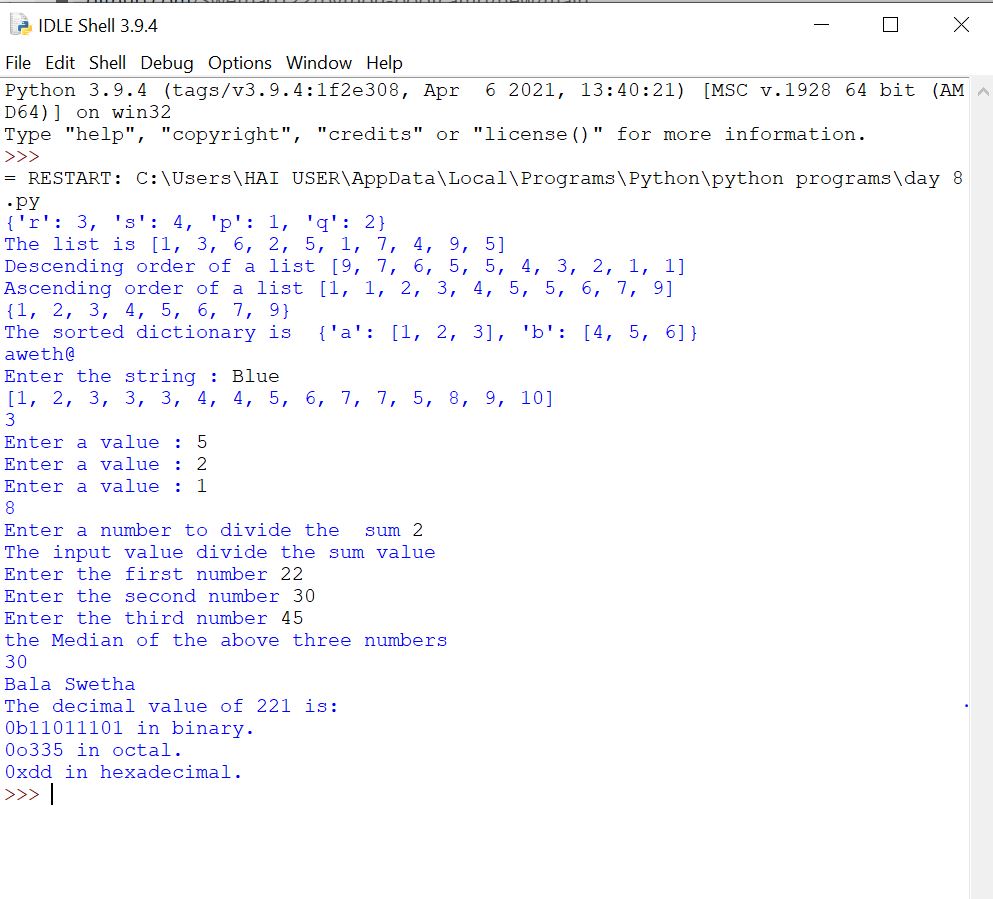 IDLE Shell 3.9.4
File Edit Shell Debug Options Window Help
Python 3.9.4 (tags/v3.9.4:1f2e308, Apr  6 2021, 13:40:21) [MSC v.1928 64 bit (AM
D64)] on win32
Type "help", "copyright", "credits" or "license()" for more information.
>>>
= RESTART: C:\Users\HAI USER\AppData\Local\Programs\Python\python programs\day 8
.py
{'r': 3, 's': 4, 'p': 1, 'q': 2}
The list is [1, 3, 6, 2, 5, 1, 7, 4, 9, 5]
Descending order of a list [9, 7, 6, 5, 5, 4, 3, 2, 1, 1]
Ascending order of a list [1, 1, 2, 3, 4, 5, 5, 6, 7, 9]
{1, 2, 3, 4, 5, 6, 7, 9}
The sorted dictionary is  {'a': [1, 2, 3], 'b': [4, 5, 6]}
aweth@
Enter the string : Blue
[1, 2, 3, 3, 3, 4, 4, 5, 6, 7, 7, 5, 8, 9, 10]
3
Enter a value : 5
Enter a value : 2
Enter a value : 1
8
Enter a number to divide the  sum 2
The input value divide the sum value
Enter the first number 22
Enter the second number 30
Enter the third number 45
the Median of the above three numbers
30
Bala Swetha
The decimal value of 221 is:
0b11011101 in binary.
0o335 in octal.
0xdd in hexadecimal.
>>>